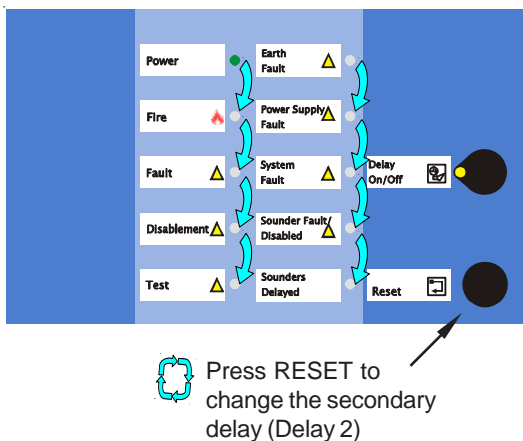 Power
Fire
Fault
Disablement
Test
Earth
Fault
Power Supply
Fault
System
Fault
Sounder Fault/
Disabled
Sounders
Delayed
Delay
On/Off
Reset
Press RESET to
change the secondary
delay (Delay 2)